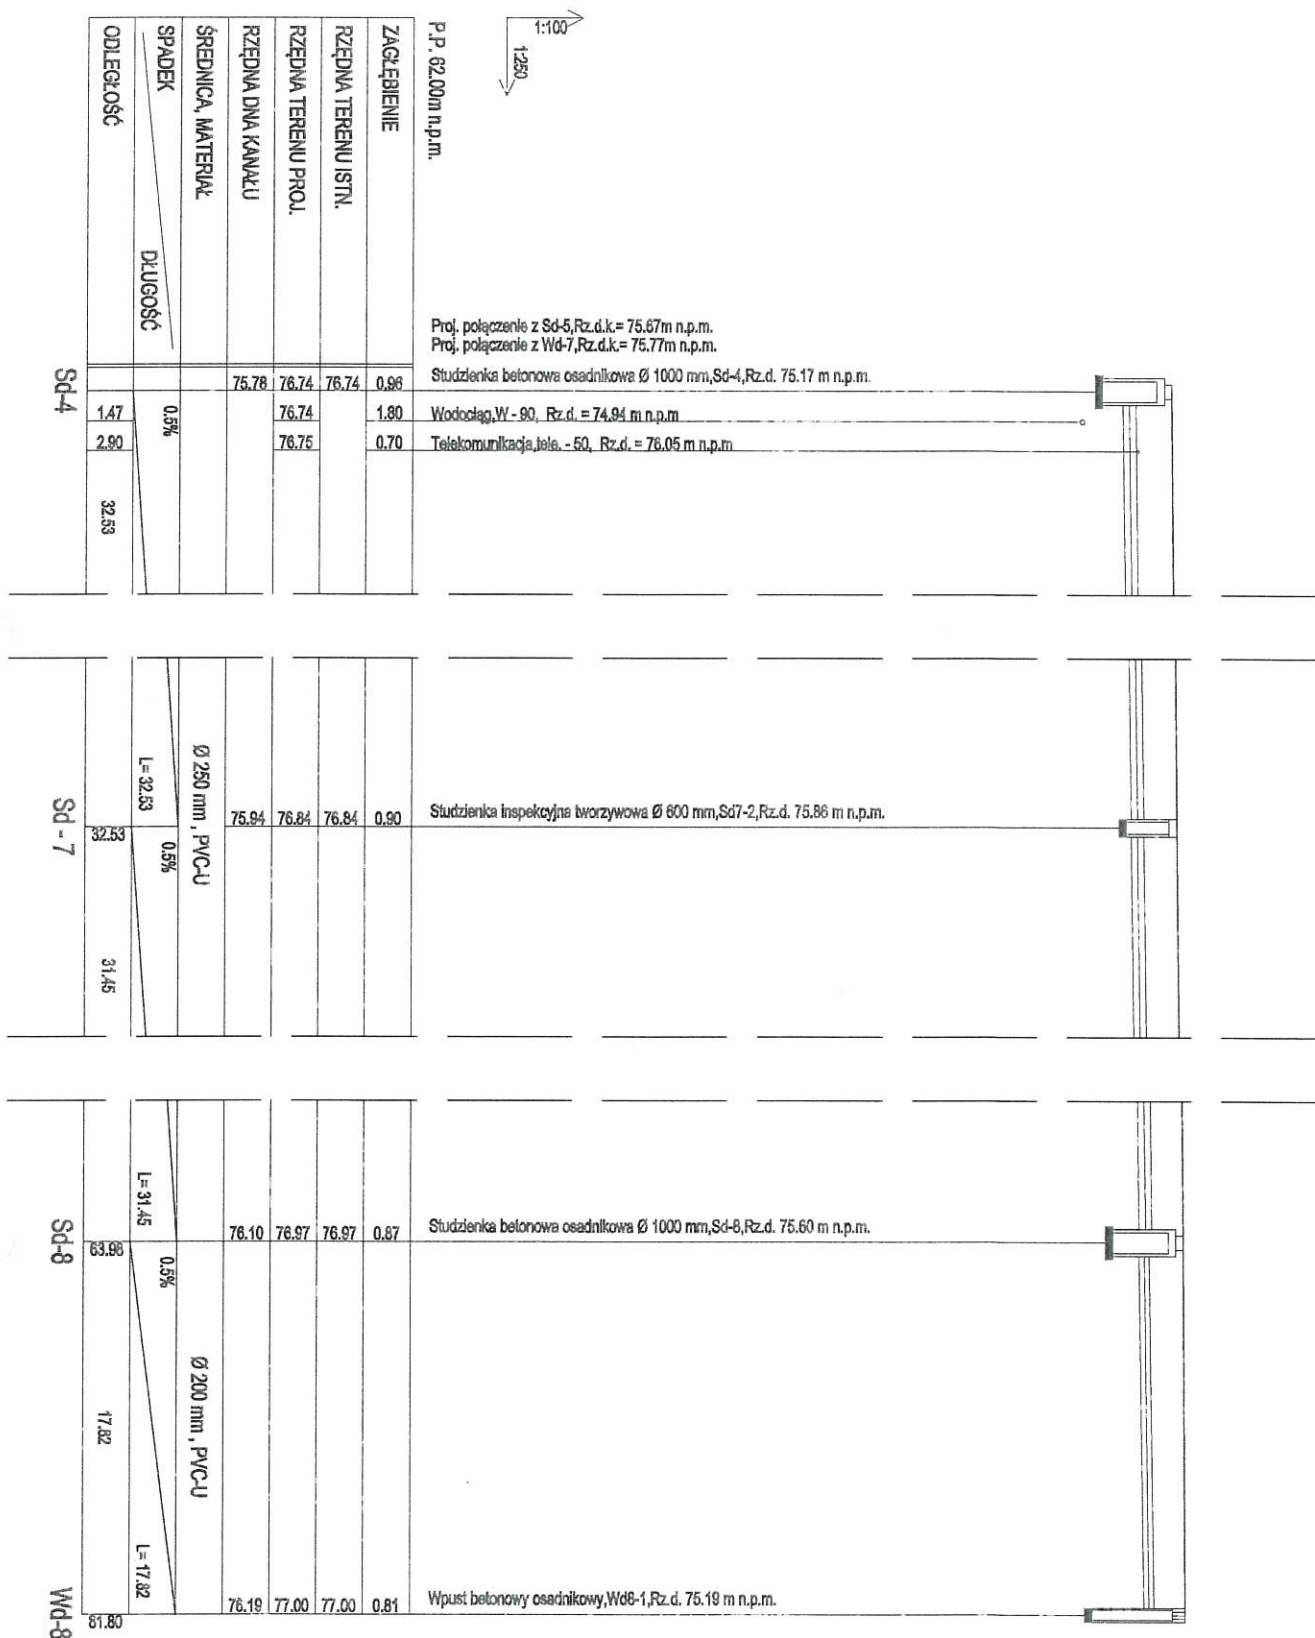 1:100
1:250
P.P. 62.00m n.p.m.
ZAGŁĘBIENIE
RZĘDNA TERENU ISTN.
RZĘDNA TERENU PROJ.
RZĘDNA DNA KANAŁU
ŚREDNICA, MATERIAŁ
SPADEK
DŁUGOŚĆ
ODLEGŁOŚĆ
Proj. połączenie z Sd-5,Rz.d.k.= 75.67m n.p.m.
Proj. połączenie z Wd-7,Rz.d.k.= 75.77m n.p.m.
75.78 76.74 76.74 0.96 Studzienka betonowa osadnikowa Ø 1000 mm,Sd-4,Rz.d. 75.17 m n.p.m.
Sd-4
1.47 0.5% 76.74 1.80 Wodociąg,W - 90, Rz.d. = 74.94 m n.p.m
2.90 76.75 0.70 Telekomunikacja,tele. - 50, Rz.d. = 76.05 m n.p.m
32.53
Ø 250 mm , PVC-U
L= 32.53
75.94 76.84 76.84 0.90 Studzienka inspekcyjna tworzywowa Ø 600 mm,Sd7-2,Rz.d. 75.86 m n.p.m.
Sd - 7
32.53 0.5%
31.45
L= 31.45
76.10 76.97 76.97 0.87 Studzienka betonowa osadnikowa Ø 1000 mm,Sd-8,Rz.d. 75.60 m n.p.m.
Sd-8
63.98 0.5%
Ø 200 mm , PVC-U
17.82
L= 17.82
76.19 77.00 77.00 0.81 Wpust betonowy osadnikowy,Wd8-1,Rz.d. 75.19 m n.p.m.
Wd-8
81.80